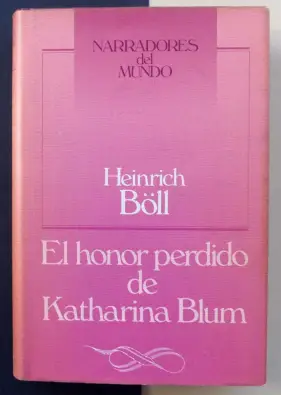 NARRADORES
del
MUNDO
Heinrich
Böll
El honor perdido
de
Katharina Blum